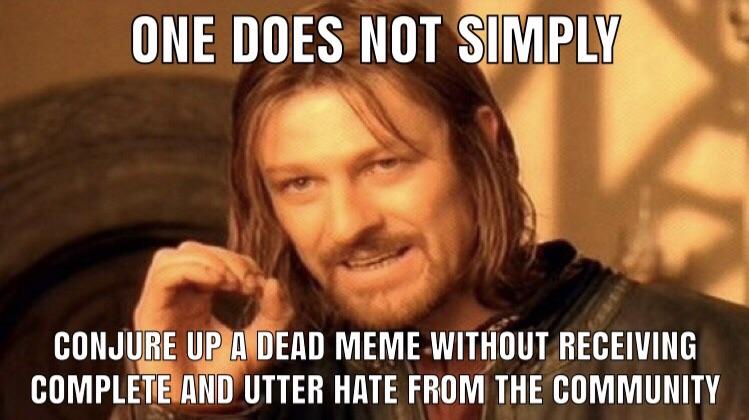 ONE DOES NOT SIMPLY
CONJURE UP A DEAD MEME WITHOUT RECEIVING
COMPLETE AND UTTER HATE FROM THE COMMUNITY